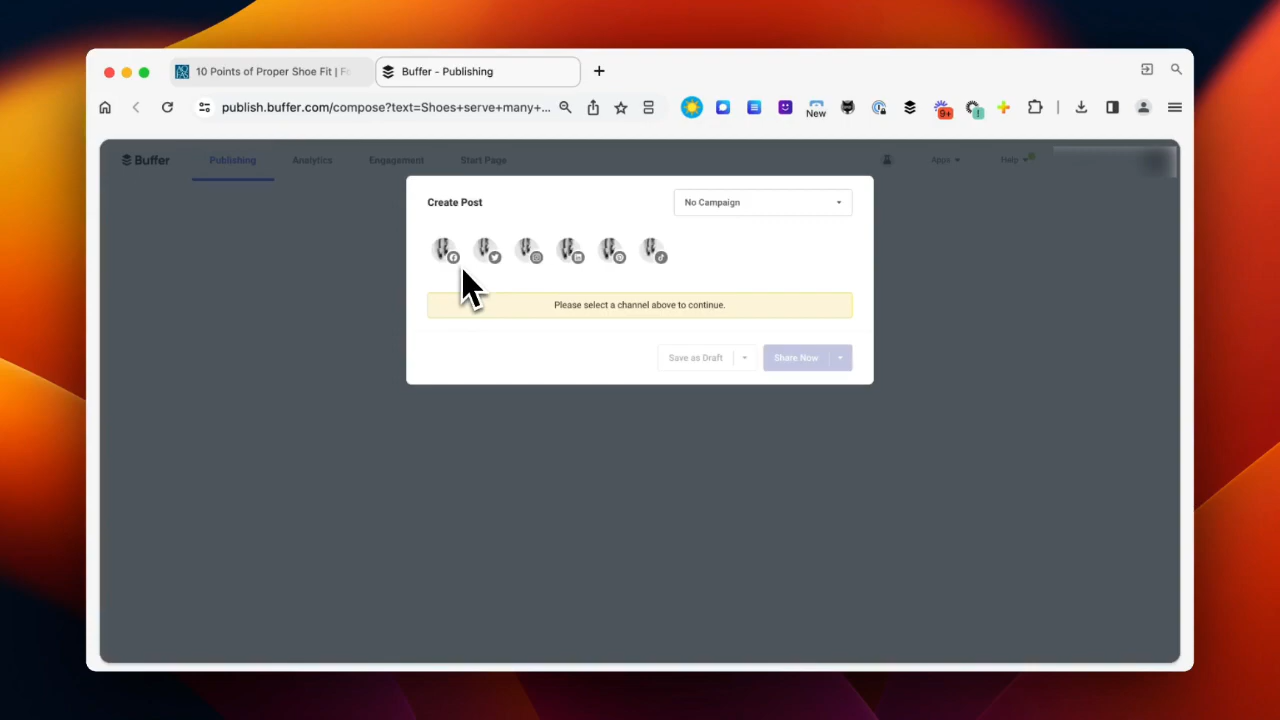 10 Points of Proper Shoe Fit | F
Buffer - Publishing
publish.buffer.com/compose?text=Shoes+serve+many+...
New
9+
Buffer
Publishing
Analytics
Engagement
Start Page
Apps
Help
Create Post
No Campaign
Please select a channel above to continue.
Save as Draft
Share Now